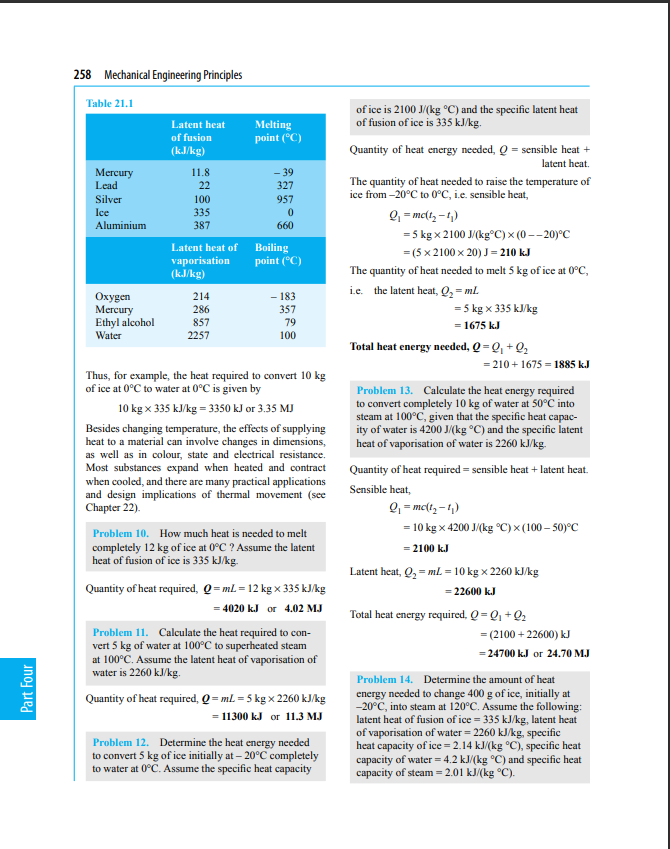 258 Mechanical Engineering Principles
Table 21.1
Latent heat Melting
of fusion point (°C)
(kJ/kg)
Mercury 11.8 – 39
Lead 22 327
Silver 100 957
Ice 335 0
Aluminium 387 660
Latent heat of Boiling
vaporisation point (°C)
(kJ/kg)
Oxygen 214 – 183
Mercury 286 357
Ethyl alcohol 857 79
Water 2257 100
Thus, for example, the heat required to convert 10 kg
of ice at 0°C to water at 0°C is given by
10 kg × 335 kJ/kg = 3350 kJ or 3.35 MJ
Besides changing temperature, the effects of supplying
heat to a material can involve changes in dimensions,
as well as in colour, state and electrical resistance.
Most substances expand when heated and contract
when cooled, and there are many practical applications
and design implications of thermal movement (see
Chapter 22).
Problem 10. How much heat is needed to melt
completely 12 kg of ice at 0°C ? Assume the latent
heat of fusion of ice is 335 kJ/kg.
Quantity of heat required, Q = mL = 12 kg × 335 kJ/kg
= 4020 kJ or 4.02 MJ
Problem 11. Calculate the heat required to con-
vert 5 kg of water at 100°C to superheated steam
at 100°C. Assume the latent heat of vaporisation of
water is 2260 kJ/kg.
Quantity of heat required, Q = mL = 5 kg × 2260 kJ/kg
= 11300 kJ or 11.3 MJ
Problem 12. Determine the heat energy needed
to convert 5 kg of ice initially at – 20°C completely
to water at 0°C. Assume the specific heat capacity
of ice is 2100 J/(kg °C) and the specific latent heat
of fusion of ice is 335 kJ/kg.
Quantity of heat energy needed, Q = sensible heat +
latent heat.
The quantity of heat needed to raise the temperature of
ice from –20°C to 0°C, i.e. sensible heat,
Q₁ = mc(t₂ – t₁)
= 5 kg × 2100 J/(kg°C) × (0 – –20)°C
= (5 × 2100 × 20) J = 210 kJ
The quantity of heat needed to melt 5 kg of ice at 0°C,
i.e. the latent heat, Q₂ = mL
= 5 kg × 335 kJ/kg
= 1675 kJ
Total heat energy needed, Q = Q₁ + Q₂
= 210 + 1675 = 1885 kJ
Problem 13. Calculate the heat energy required
to convert completely 10 kg of water at 50°C into
steam at 100°C, given that the specific heat capac-
ity of water is 4200 J/(kg °C) and the specific latent
heat of vaporisation of water is 2260 kJ/kg.
Quantity of heat required = sensible heat + latent heat.
Sensible heat,
Q₁ = mc(t₂ – t₁)
= 10 kg × 4200 J/(kg °C) × (100 – 50)°C
= 2100 kJ
Latent heat, Q₂ = mL = 10 kg × 2260 kJ/kg
= 22600 kJ
Total heat energy required, Q = Q₁ + Q₂
= (2100 + 22600) kJ
= 24700 kJ or 24.70 MJ
Problem 14. Determine the amount of heat
energy needed to change 400 g of ice, initially at
–20°C, into steam at 120°C. Assume the following:
latent heat of fusion of ice = 335 kJ/kg, latent heat
of vaporisation of water = 2260 kJ/kg, specific
heat capacity of ice = 2.14 kJ/(kg °C), specific heat
capacity of water = 4.2 kJ/(kg °C) and specific heat
capacity of steam = 2.01 kJ/(kg °C).
Part Four